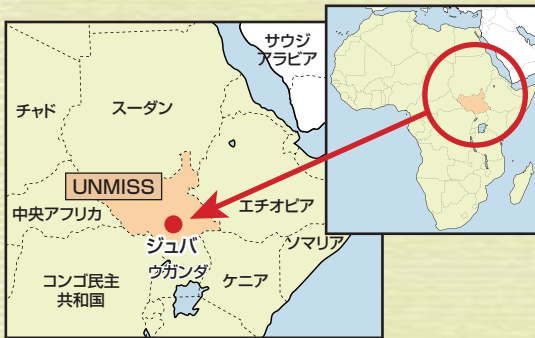 サウジ
アラビア
チャド
スーダン
UNMISS
中央アフリカ
エチオピア
ジュバ
ソマリア
ウガンダ
コンゴ民主
共和国
ケニア